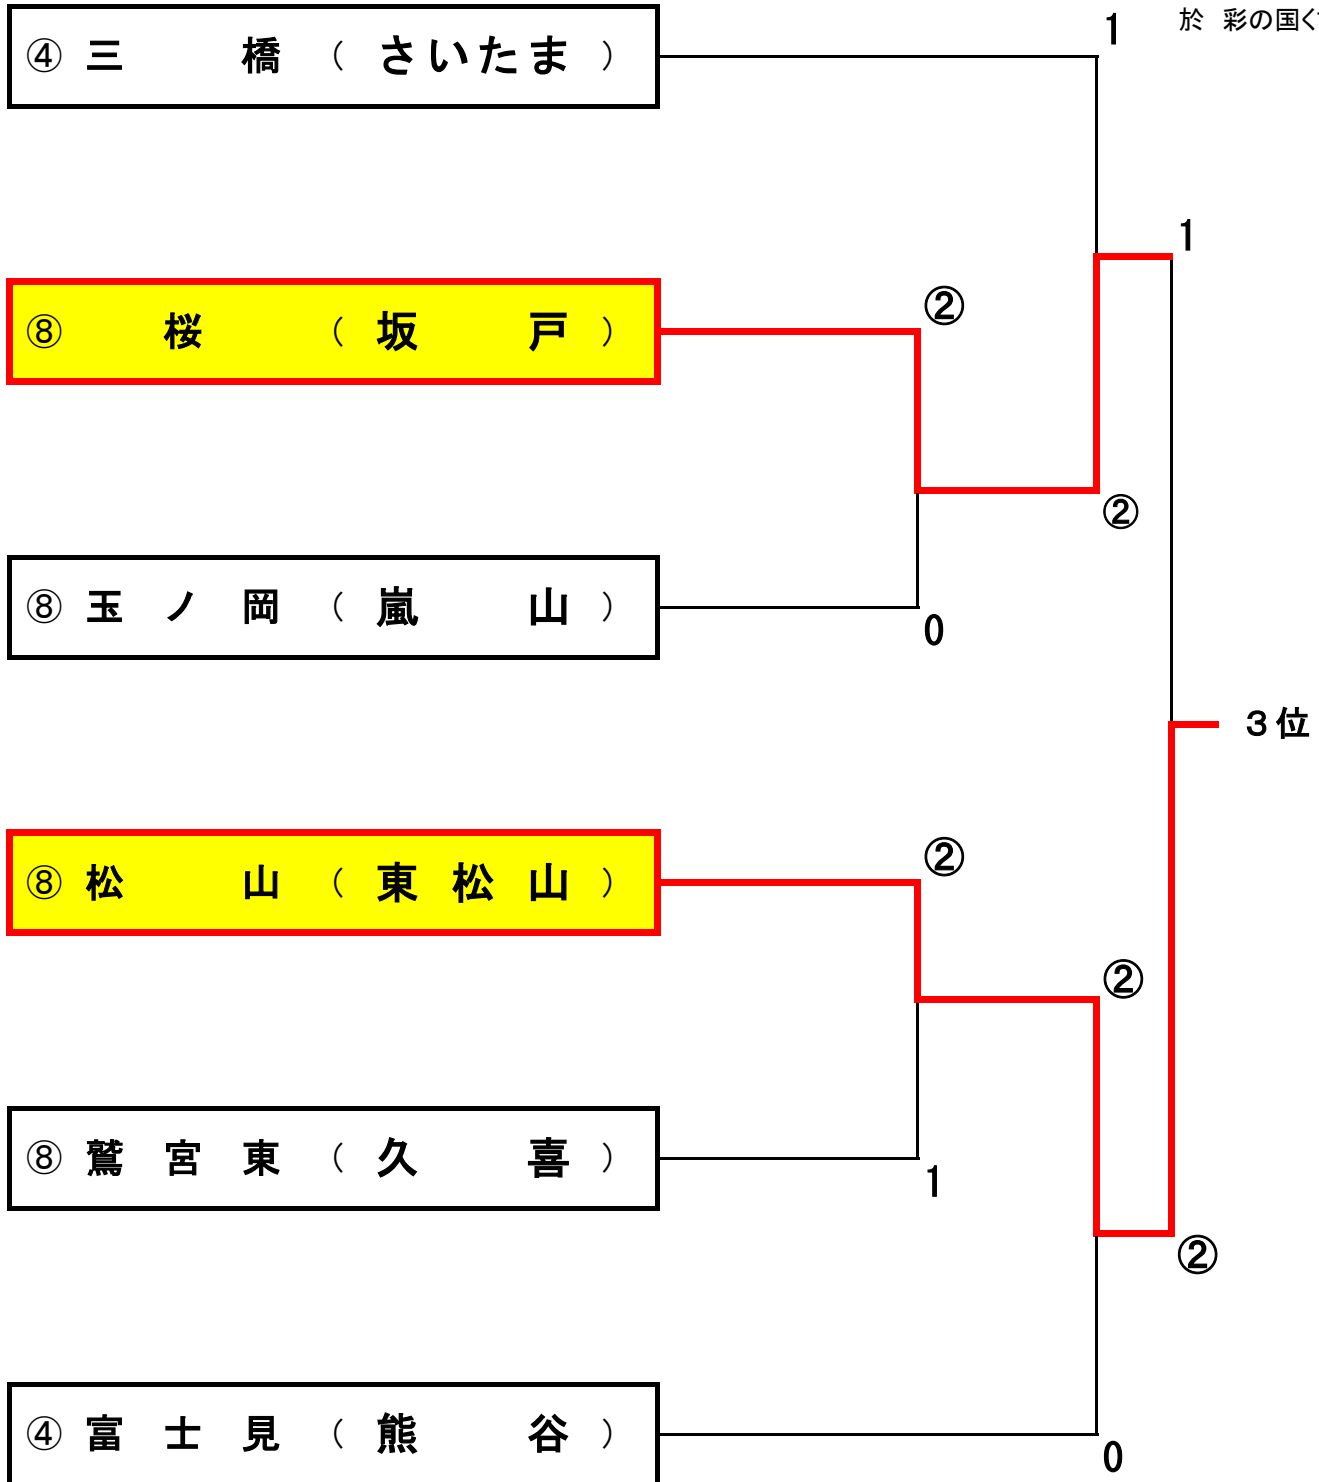 於 彩の国く
1
④ 三 橋 （ さいたま ）
1
②
⑧ 桜 （ 坂 戸 ）
②
⑧ 玉 ノ 岡 （ 嵐 山 ）
0
３位
②
⑧ 松 山 （ 東 松 山 ）
②
⑧ 鷲 宮 東 （ 久 喜 ）
1
②
④ 富 士 見 （ 熊 谷 ）
0